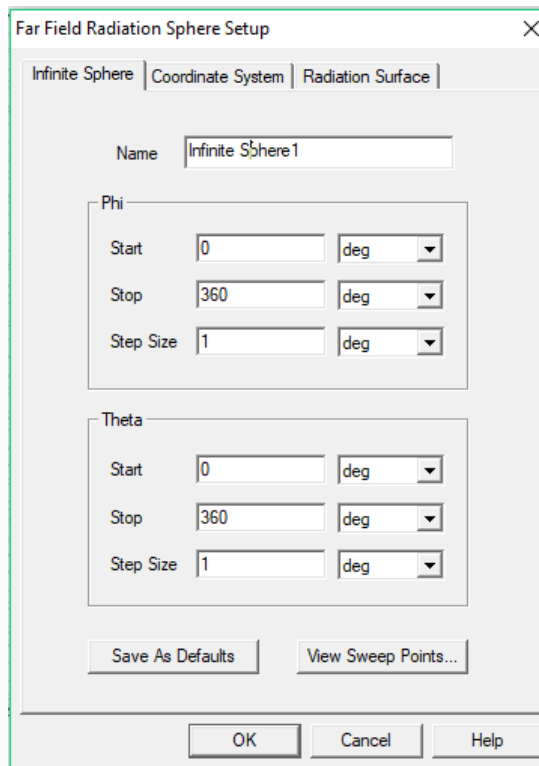 Far Field Radiation Sphere Setup
Infinite Sphere Coordinate System Radiation Surface
Name Infinite Sphere1
Phi
Start 0 deg
Stop 360 deg
Step Size 1 deg
Theta
Start 0 deg
Stop 360 deg
Step Size 1 deg
Save As Defaults View Sweep Points...
OK Cancel Help